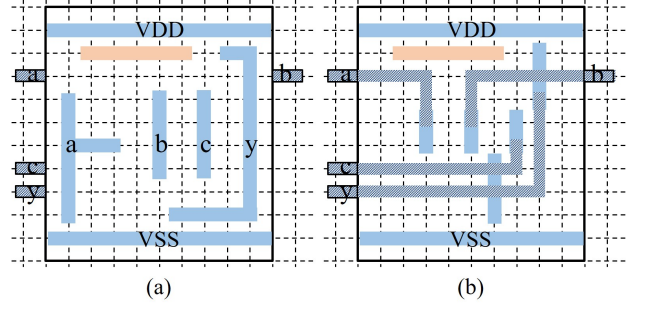 VDD VDD
a b a b
a b c y
c c
y y
VSS VSS
(a) (b)